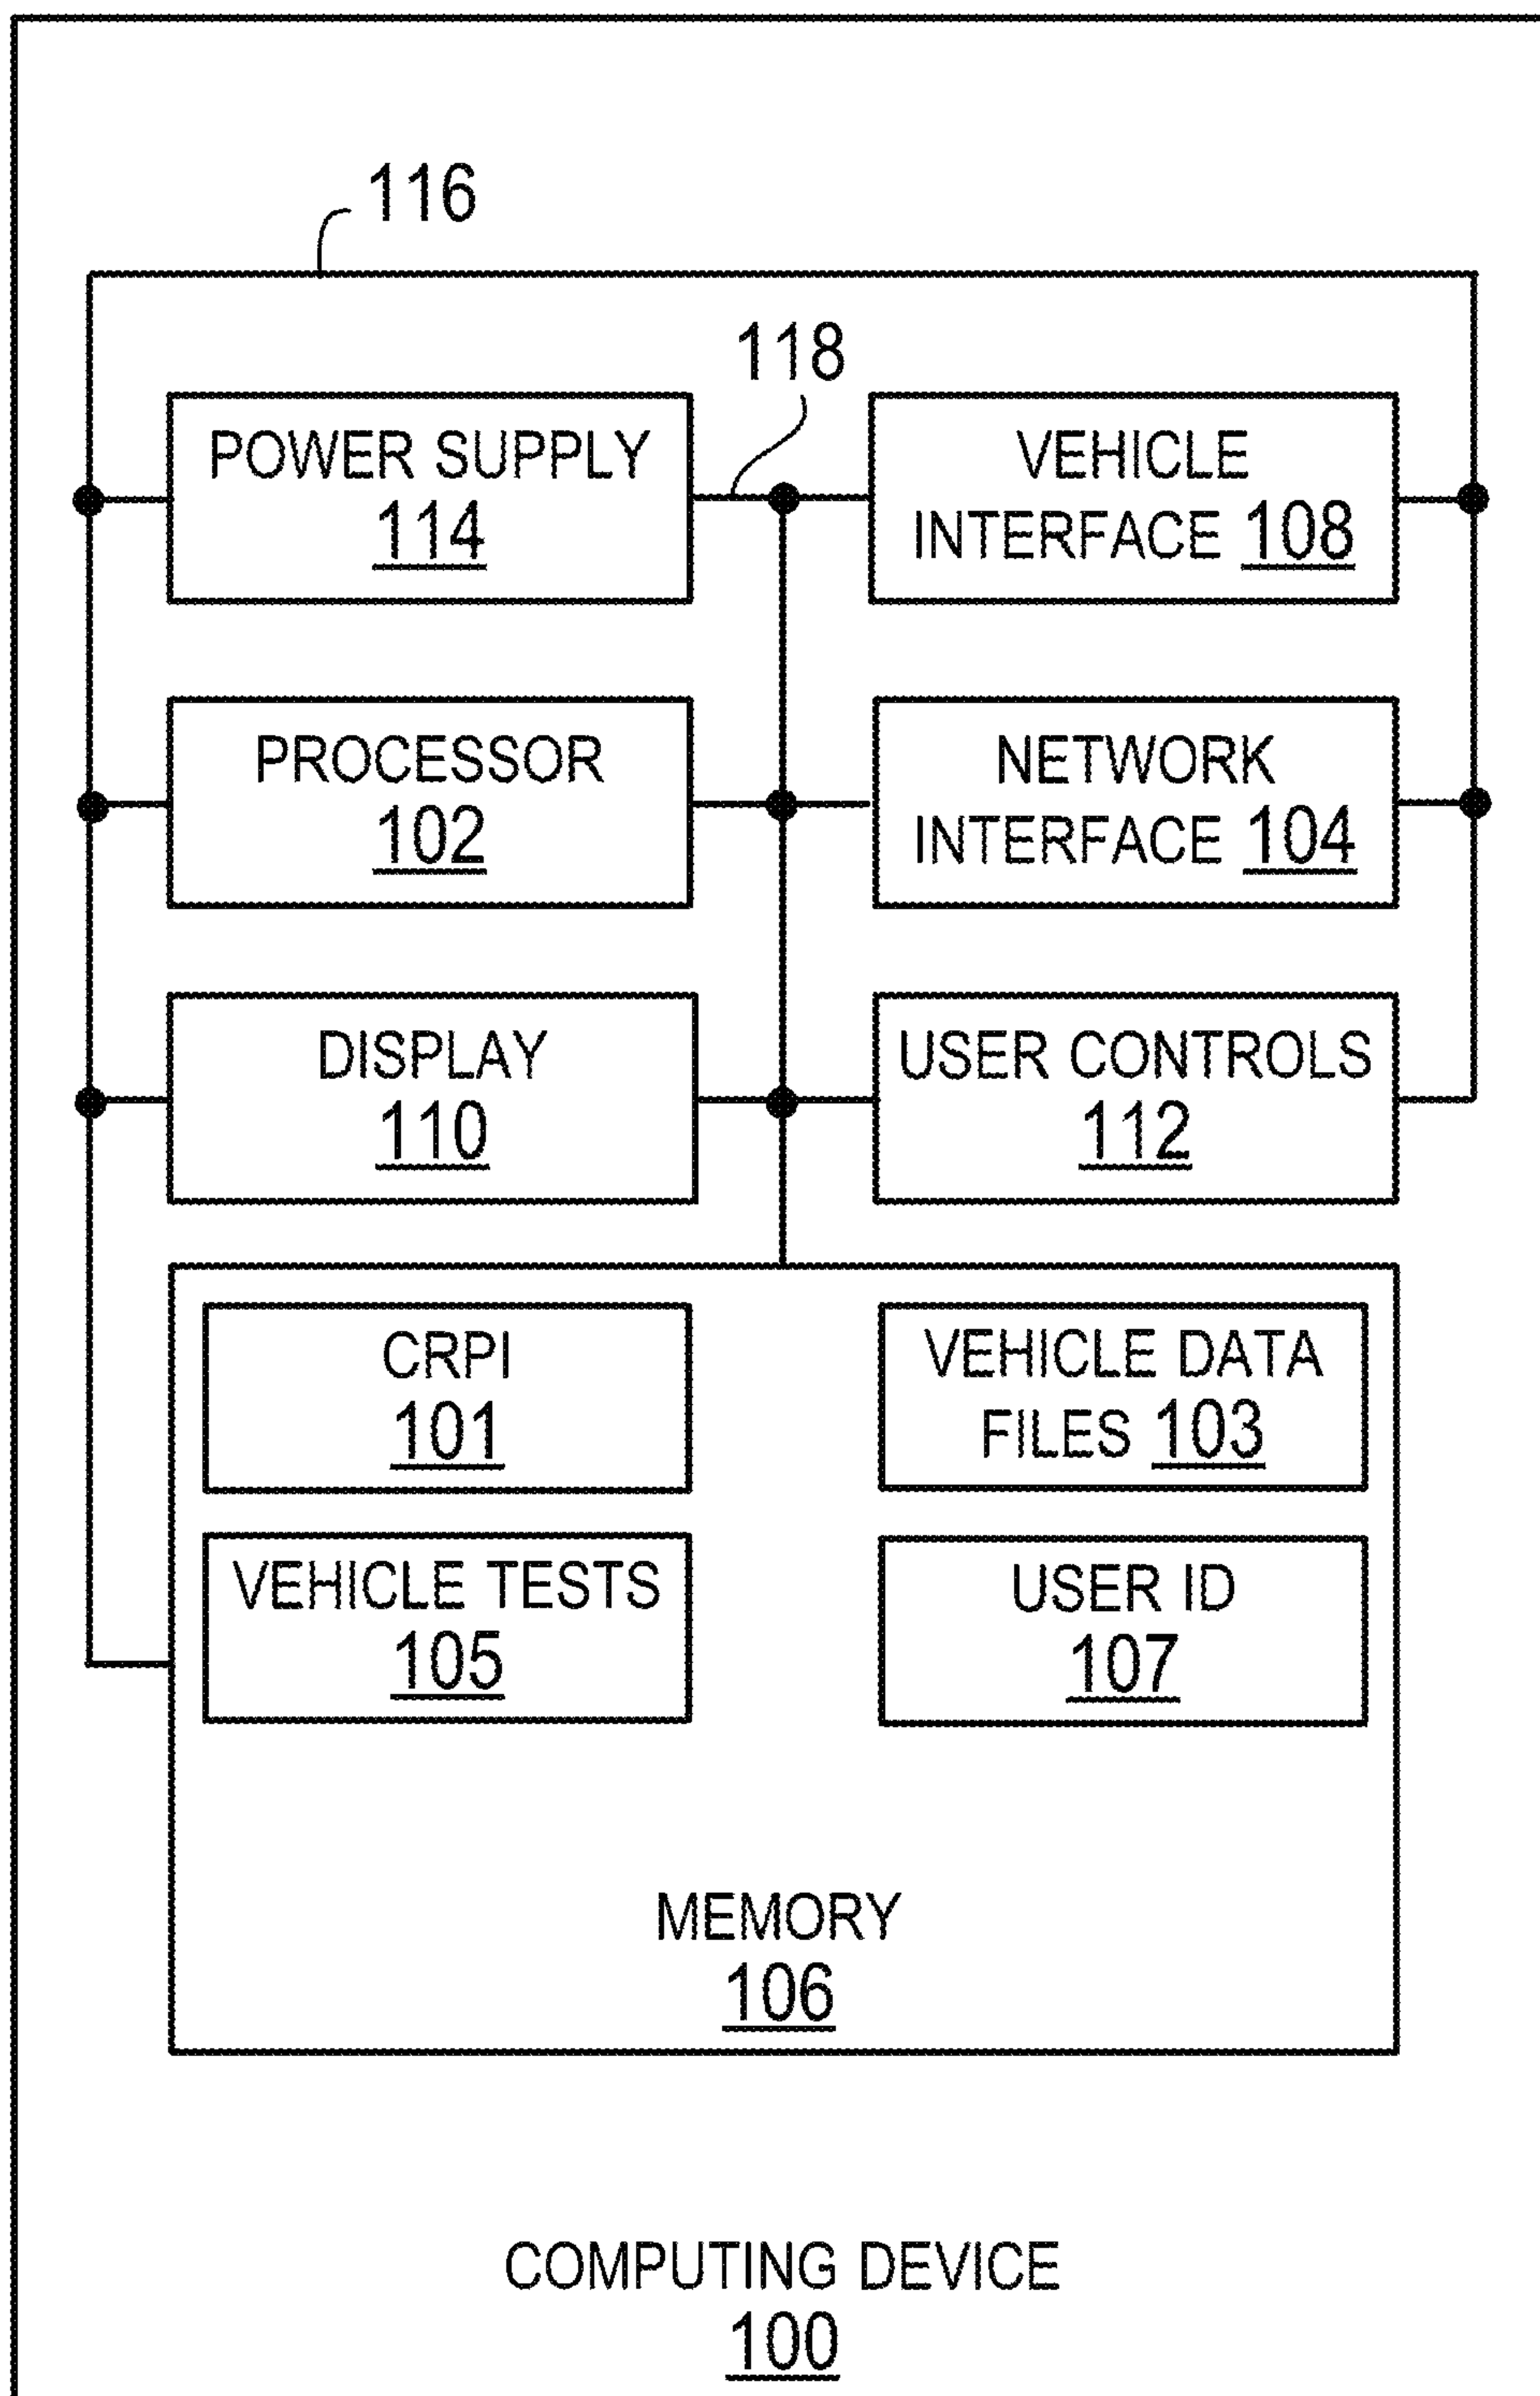 116
118
POWER SUPPLY
114
VEHICLE
INTERFACE 108
PROCESSOR
102
NETWORK
INTERFACE 104
DISPLAY
110
USER CONTROLS
112
CRPI
101
VEHICLE DATA
FILES 103
VEHICLE TESTS
105
USER ID
107
MEMORY
106
COMPUTING DEVICE
100